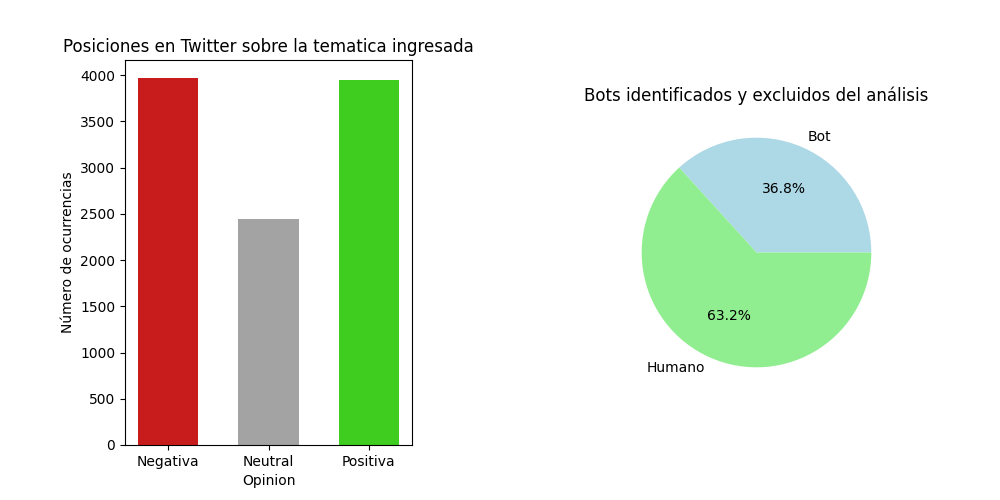 Posiciones en Twitter sobre la tematica ingresada
4000
3500
3000
2500
2000
1500
1000
500
0
Número de ocurrencias
Negativa
Neutral
Positiva
Opinion
Bots identificados y excluidos del análisis
Bot
36.8%
63.2%
Humano